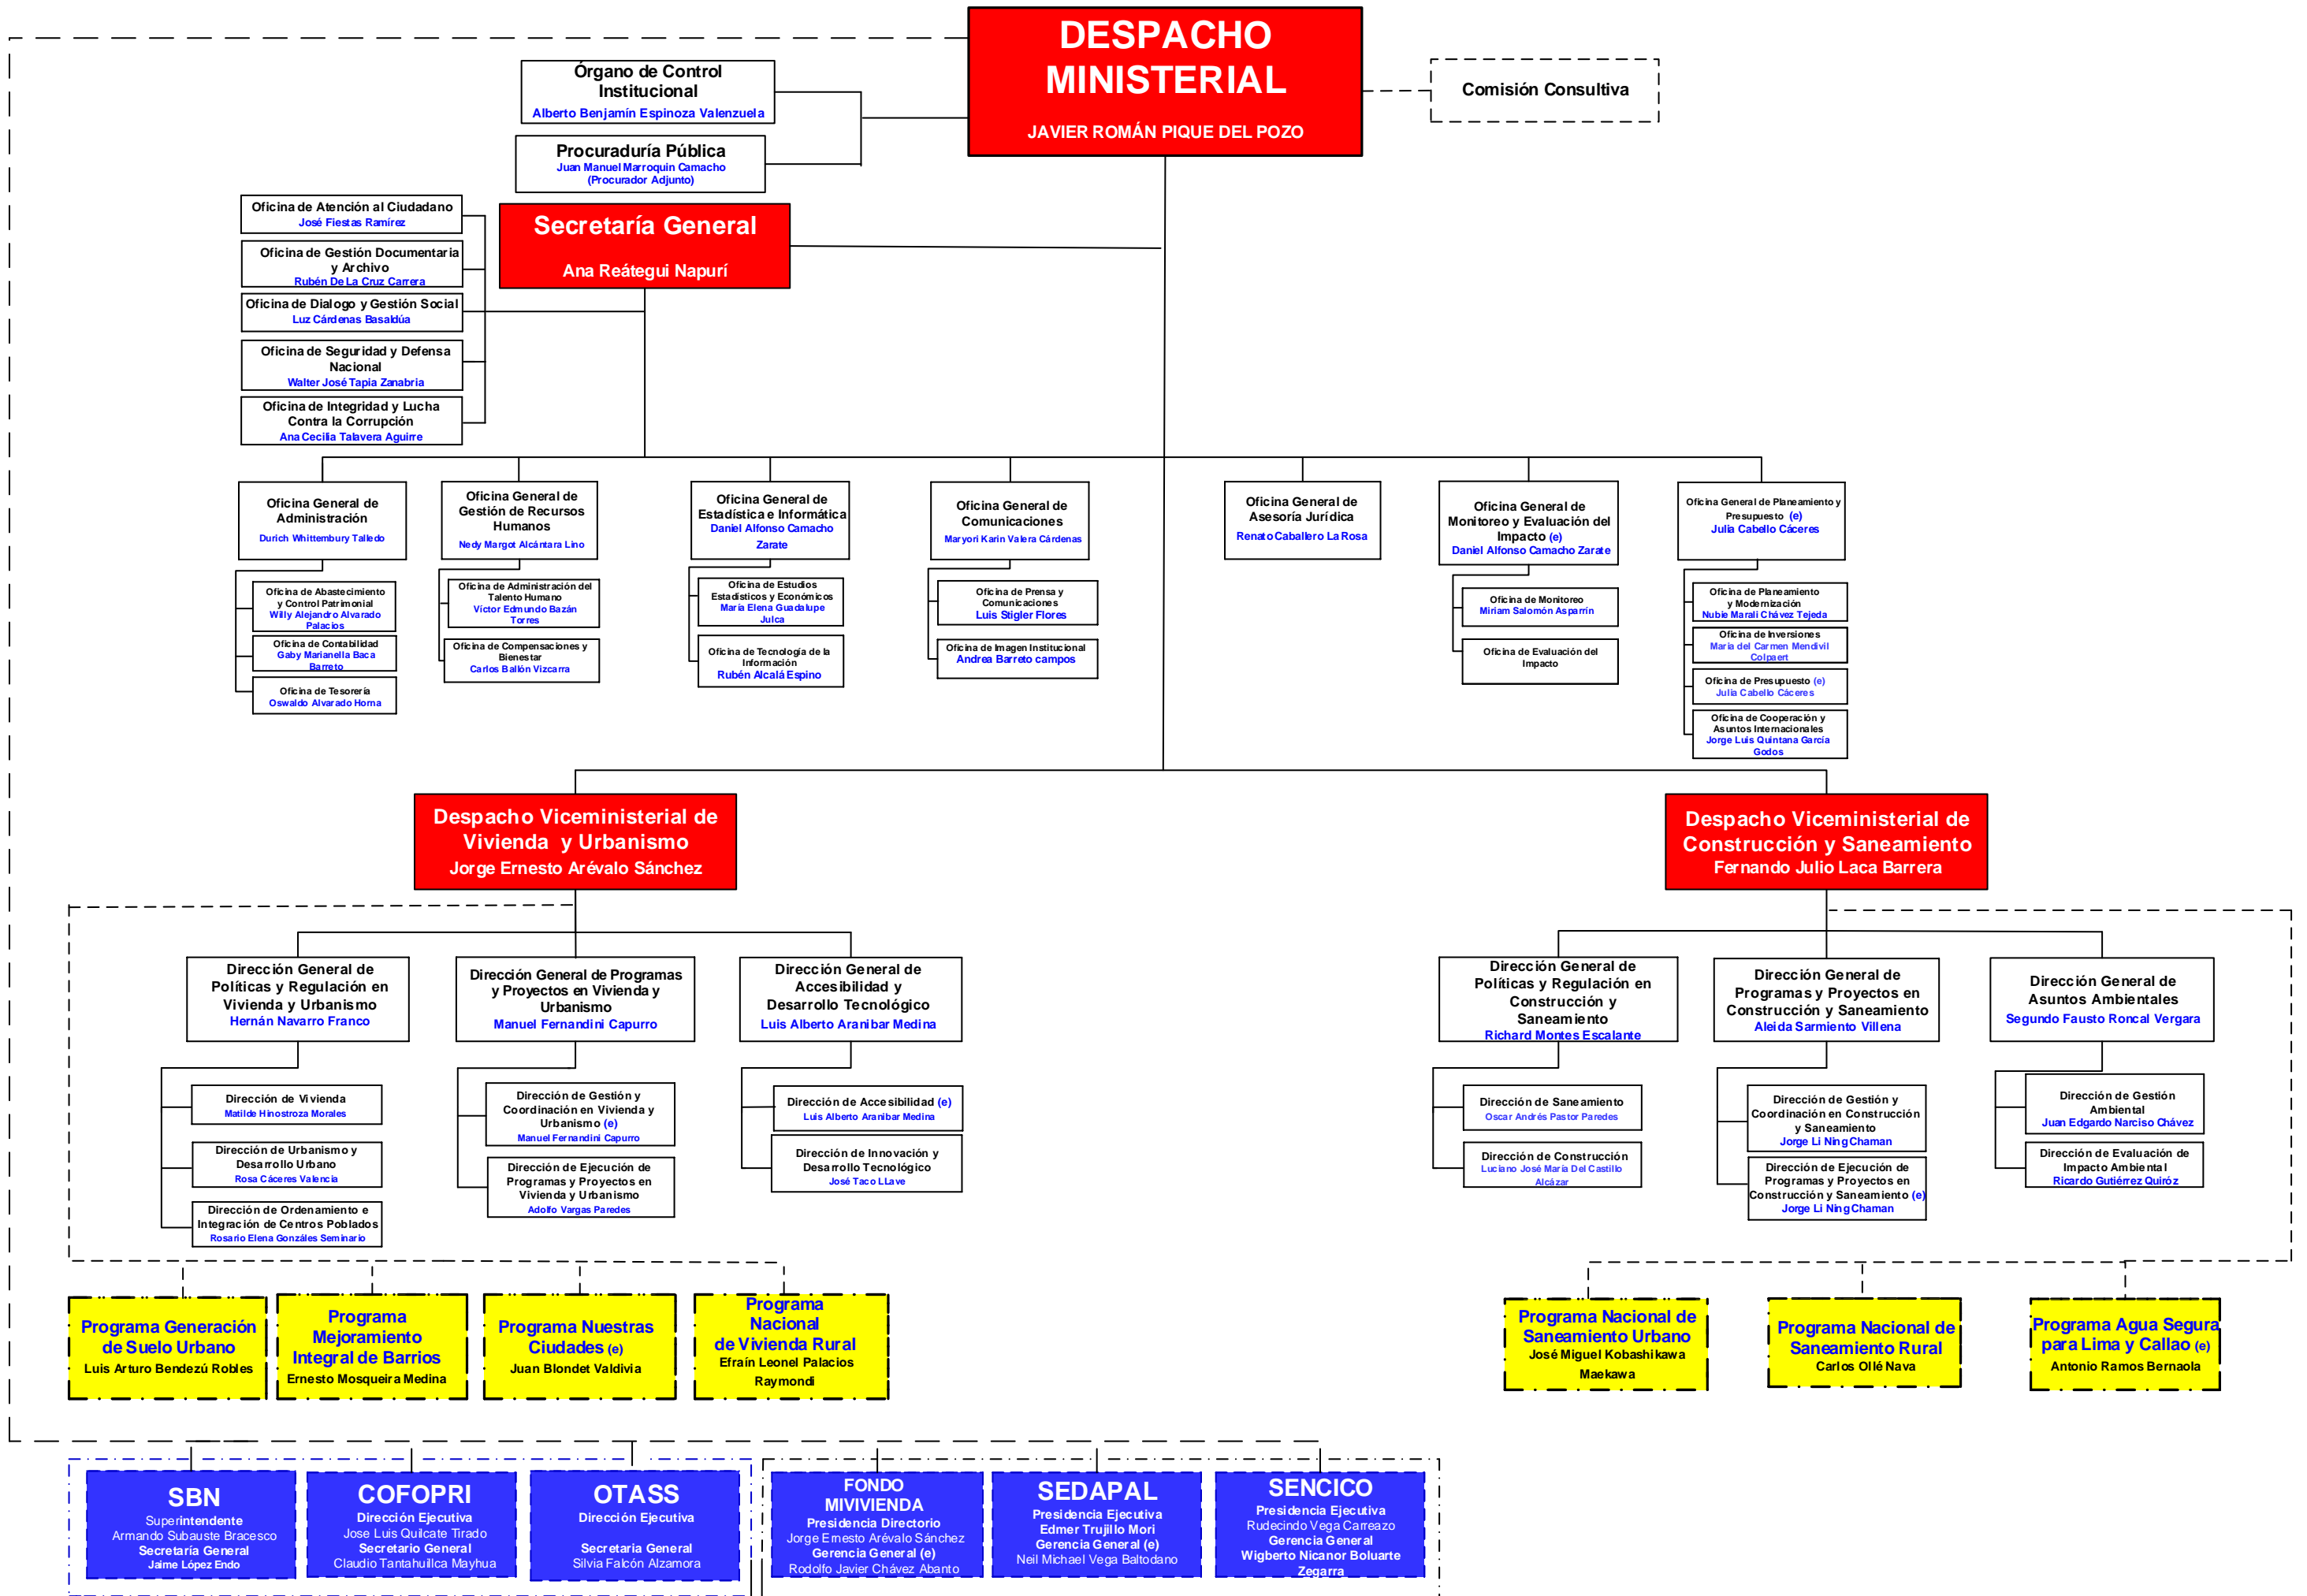 DESPACHO
MINISTERIAL
JAVIER ROMÁN PIQUE DEL POZO
Comisión Consultiva
Órgano de Control
Institucional
Alberto Benjamín Espinoza Valenzuela
Procuraduría Pública
Juan Manuel Marroquin Camacho
(Procurador Adjunto)
Secretaría General
Ana Reátegui Napurí
Oficina de Atención al Ciudadano
José Fiestas Ramírez
Oficina de Gestión Documentaria
y Archivo
Rubén De La Cruz Carrera
Oficina de Dialogo y Gestión Social
Luz Cárdenas Basaldúa
Oficina de Seguridad y Defensa
Nacional
Walter José Tapia Zanabria
Oficina de Integridad y Lucha
Contra la Corrupción
Ana Cecilia Talavera Aguirre
Oficina General de
Administración
Durich Whittembury Talledo
Oficina de Abastecimiento
y Control Patrimonial
Willy Alejandro Alvarado
Palacios
Oficina de Contabilidad
Gaby Marianella Baca
Barreto
Oficina de Tesorería
Oswaldo Alvarado Horna
Oficina General de
Gestión de Recursos
Humanos
Nedy Margot Alcántara Lino
Oficina de Administración del
Talento Humano
Víctor Edmundo Bazán
Torres
Oficina de Compensaciones y
Bienestar
Carlos Ballón Vizcarra
Oficina General de
Estadística e Informática
Daniel Alfonso Camacho
Zarate
Oficina de Estudios
Estadísticos y Económicos
María Elena Guadalupe
Julca
Oficina de Tecnología de la
Información
Rubén Alcalá Espino
Oficina General de
Comunicaciones
Maryori Karin Valera Cárdenas
Oficina de Prensa y
Comunicaciones
Luis Stigler Flores
Oficina de Imagen Institucional
Andrea Barreto campos
Oficina General de
Asesoría Jurídica
Renato Caballero La Rosa
Oficina General de
Monitoreo y Evaluación del
Impacto (e)
Daniel Alfonso Camacho Zarate
Oficina de Monitoreo
Miriam Salomón Asparrín
Oficina de Evaluación del
Impacto
Oficina General de Planeamiento y
Presupuesto (e)
Julia Cabello Cáceres
Oficina de Planeamiento
y Modernización
Nubie Marali Chávez Tejeda
Oficina de Inversiones
María del Carmen Mendivil
Colpaert
Oficina de Presupuesto (e)
Julia Cabello Cáceres
Oficina de Cooperación y
Asuntos Internacionales
Jorge Luis Quintana García
Godos
Despacho Viceministerial de
Vivienda y Urbanismo
Jorge Ernesto Arévalo Sánchez
Despacho Viceministerial de
Construcción y Saneamiento
Fernando Julio Laca Barrera
Dirección General de
Políticas y Regulación en
Vivienda y Urbanismo
Hernán Navarro Franco
Dirección de Vivienda
Matilde Hinostroza Morales
Dirección de Urbanismo y
Desarrollo Urbano
Rosa Cáceres Valencia
Dirección de Ordenamiento e
Integración de Centros Poblados
Rosario Elena Gonzáles Seminario
Dirección General de Programas
y Proyectos en Vivienda y
Urbanismo
Manuel Fernandini Capurro
Dirección de Gestión y
Coordinación en Vivienda y
Urbanismo (e)
Manuel Fernandini Capurro
Dirección de Ejecución de
Programas y Proyectos en
Vivienda y Urbanismo
Adolfo Vargas Paredes
Dirección General de
Accesibilidad y
Desarrollo Tecnológico
Luis Alberto Aranibar Medina
Dirección de Accesibilidad (e)
Luis Alberto Aranibar Medina
Dirección de Innovación y
Desarrollo Tecnológico
José Taco LLave
Dirección General de
Políticas y Regulación en
Construcción y
Saneamiento
Richard Montes Escalante
Dirección de Saneamiento
Oscar Andrés Pastor Paredes
Dirección de Construcción
Luciano José María Del Castillo
Alcázar
Dirección General de
Programas y Proyectos en
Construcción y Saneamiento
Aleida Sarmiento Villena
Dirección de Gestión y
Coordinación en Construcción
y Saneamiento
Jorge Li Ning Chaman
Dirección de Ejecución de
Programas y Proyectos en
Construcción y Saneamiento (e)
Jorge Li Ning Chaman
Dirección General de
Asuntos Ambientales
Segundo Fausto Roncal Vergara
Dirección de Gestión
Ambiental
Juan Edgardo Narciso Chávez
Dirección de Evaluación de
Impacto Ambiental
Ricardo Gutiérrez Quiróz
Programa Generación
de Suelo Urbano
Luis Arturo Bendezú Robles
Programa
Mejoramiento
Integral de Barrios
Ernesto Mosqueira Medina
Programa Nuestras
Ciudades (e)
Juan Blondet Valdivia
Programa
Nacional
de Vivienda Rural
Efraín Leonel Palacios
Raymondi
Programa Nacional de
Saneamiento Urbano
José Miguel Kobashikawa
Maekawa
Programa Nacional de
Saneamiento Rural
Carlos Ollé Nava
Programa Agua Segura
para Lima y Callao (e)
Antonio Ramos Bernaola
SBN
Superintendente
Armando Subauste Bracesco
Secretaría General
Jaime López Endo
COFOPRI
Dirección Ejecutiva
Jose Luis Quilcate Tirado
Secretario General
Claudio Tantahuillca Mayhua
OTASS
Dirección Ejecutiva
Secretaria General
Silvia Falcón Alzamora
FONDO
MIVIVIENDA
Presidencia Directorio
Jorge Ernesto Arévalo Sánchez
Gerencia General (e)
Rodolfo Javier Chávez Abanto
SEDAPAL
Presidencia Ejecutiva
Edmer Trujillo Mori
Gerencia General (e)
Neil Michael Vega Baltodano
SENCICO
Presidencia Ejecutiva
Rudecindo Vega Carreazo
Gerencia General
Wigberto Nicanor Boluarte
Zegarra